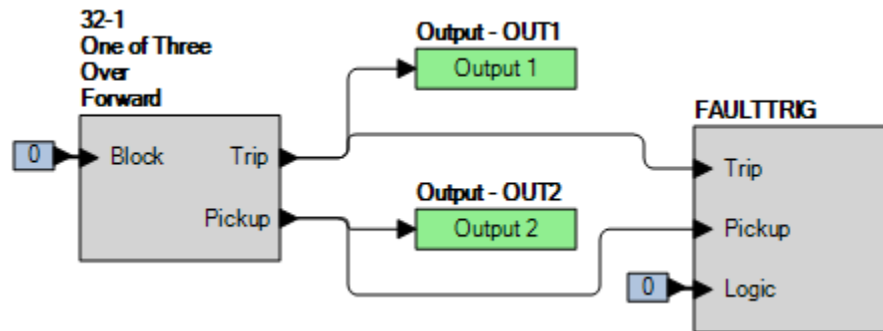 32-1
One of Three
Over
Forward
0
Block
Trip
Pickup
Output - OUT1
Output 1
Output - OUT2
Output 2
FAULTTRIG
Trip
Pickup
0
Logic